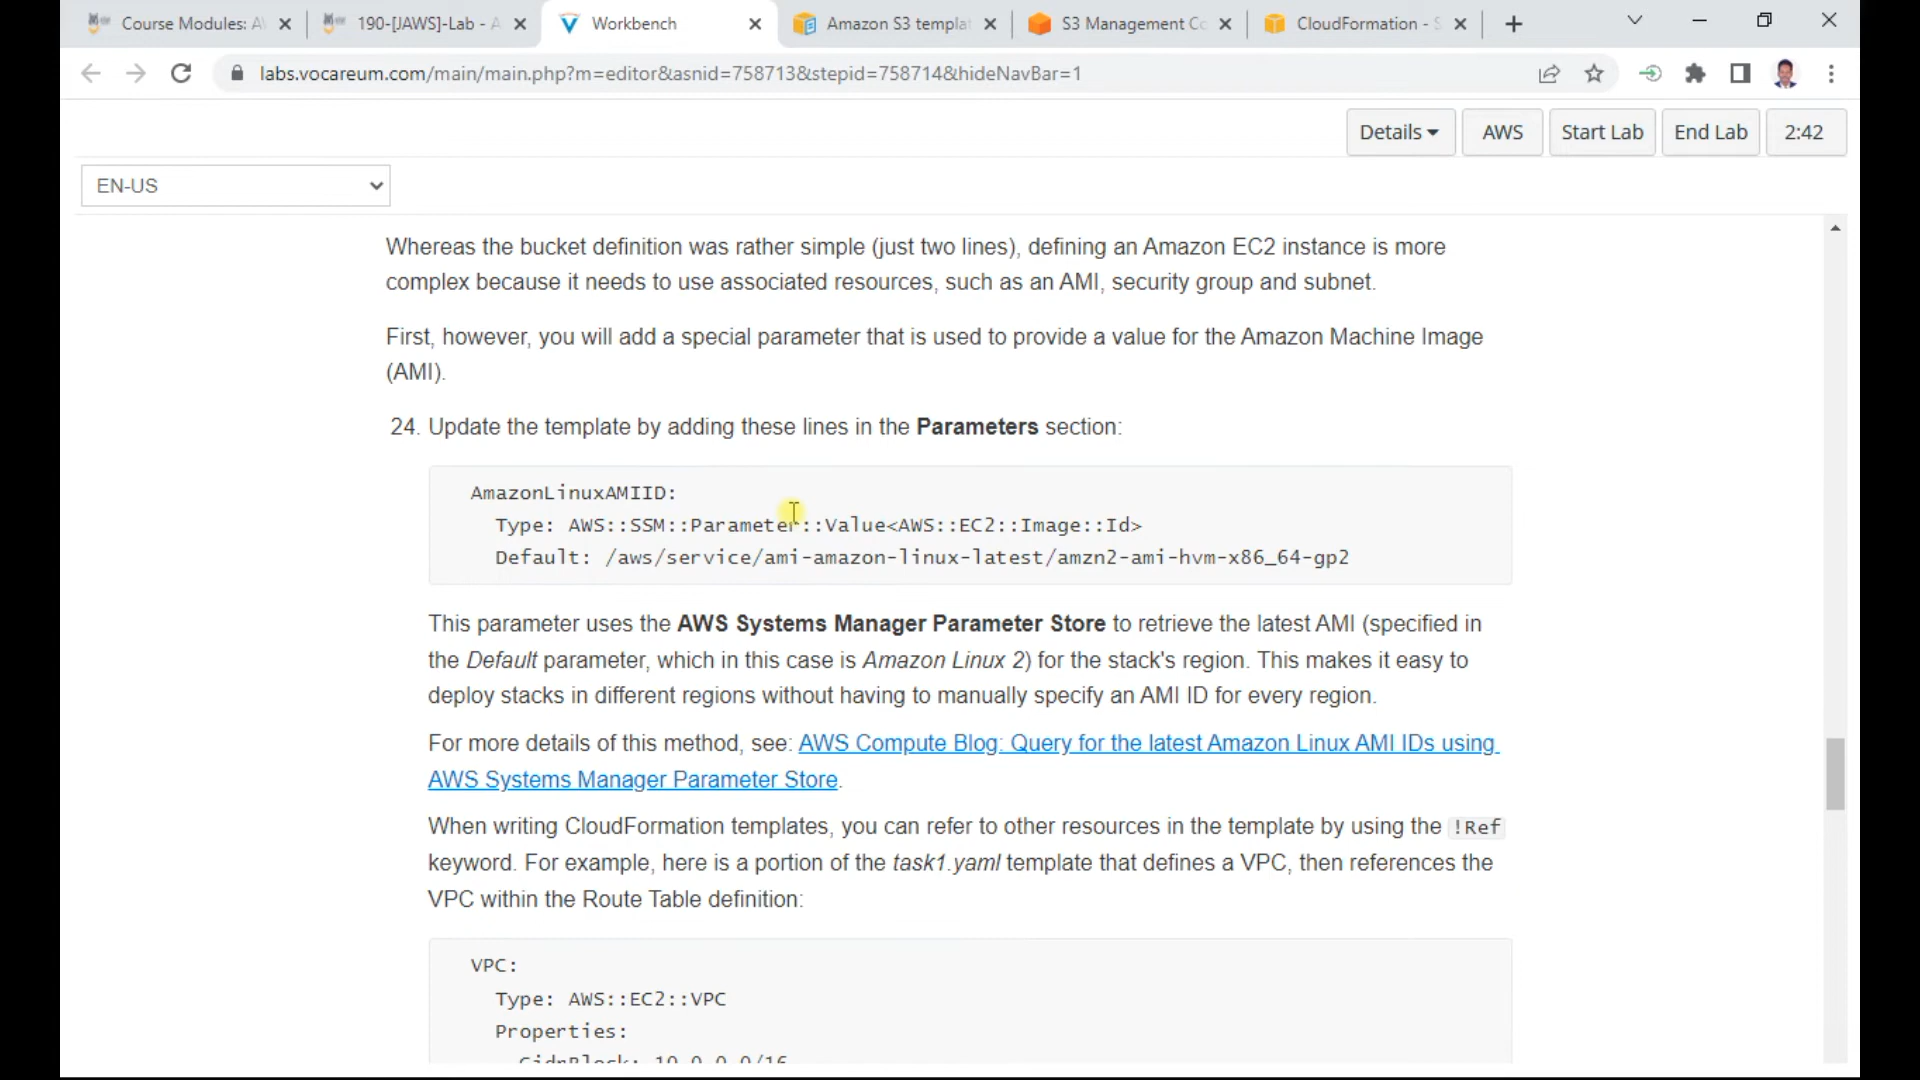 Course Modules: A
190-[JAWS]-Lab - A
Workbench
Amazon S3 templat
S3 Management Co
CloudFormation - S
labs.vocareum.com/main/main.php?m=editor&asnid=758713&stepid=758714&hideNavBar=1
Details
AWS
Start Lab
End Lab
2:42
EN-US
Whereas the bucket definition was rather simple (just two lines), defining an Amazon EC2 instance is more
complex because it needs to use associated resources, such as an AMI, security group and subnet.
First, however, you will add a special parameter that is used to provide a value for the Amazon Machine Image
(AMI).
24. Update the template by adding these lines in the Parameters section:
AmazonLinuxAMIID:
Type: AWS::SSM::Parameter::Value<AWS::EC2::Image::Id>
Default: /aws/service/ami-amazon-linux-latest/amzn2-ami-hvm-x86_64-gp2
This parameter uses the AWS Systems Manager Parameter Store to retrieve the latest AMI (specified in
the Default parameter, which in this case is Amazon Linux 2) for the stack's region. This makes it easy to
deploy stacks in different regions without having to manually specify an AMI ID for every region.
For more details of this method, see: AWS Compute Blog: Query for the latest Amazon Linux AMI IDs using
AWS Systems Manager Parameter Store.
When writing CloudFormation templates, you can refer to other resources in the template by using the !Ref
keyword. For example, here is a portion of the task1.yaml template that defines a VPC, then references the
VPC within the Route Table definition:
VPC:
Type: AWS::EC2::VPC
Properties:
CidrBlock: 10.0.0.0/16